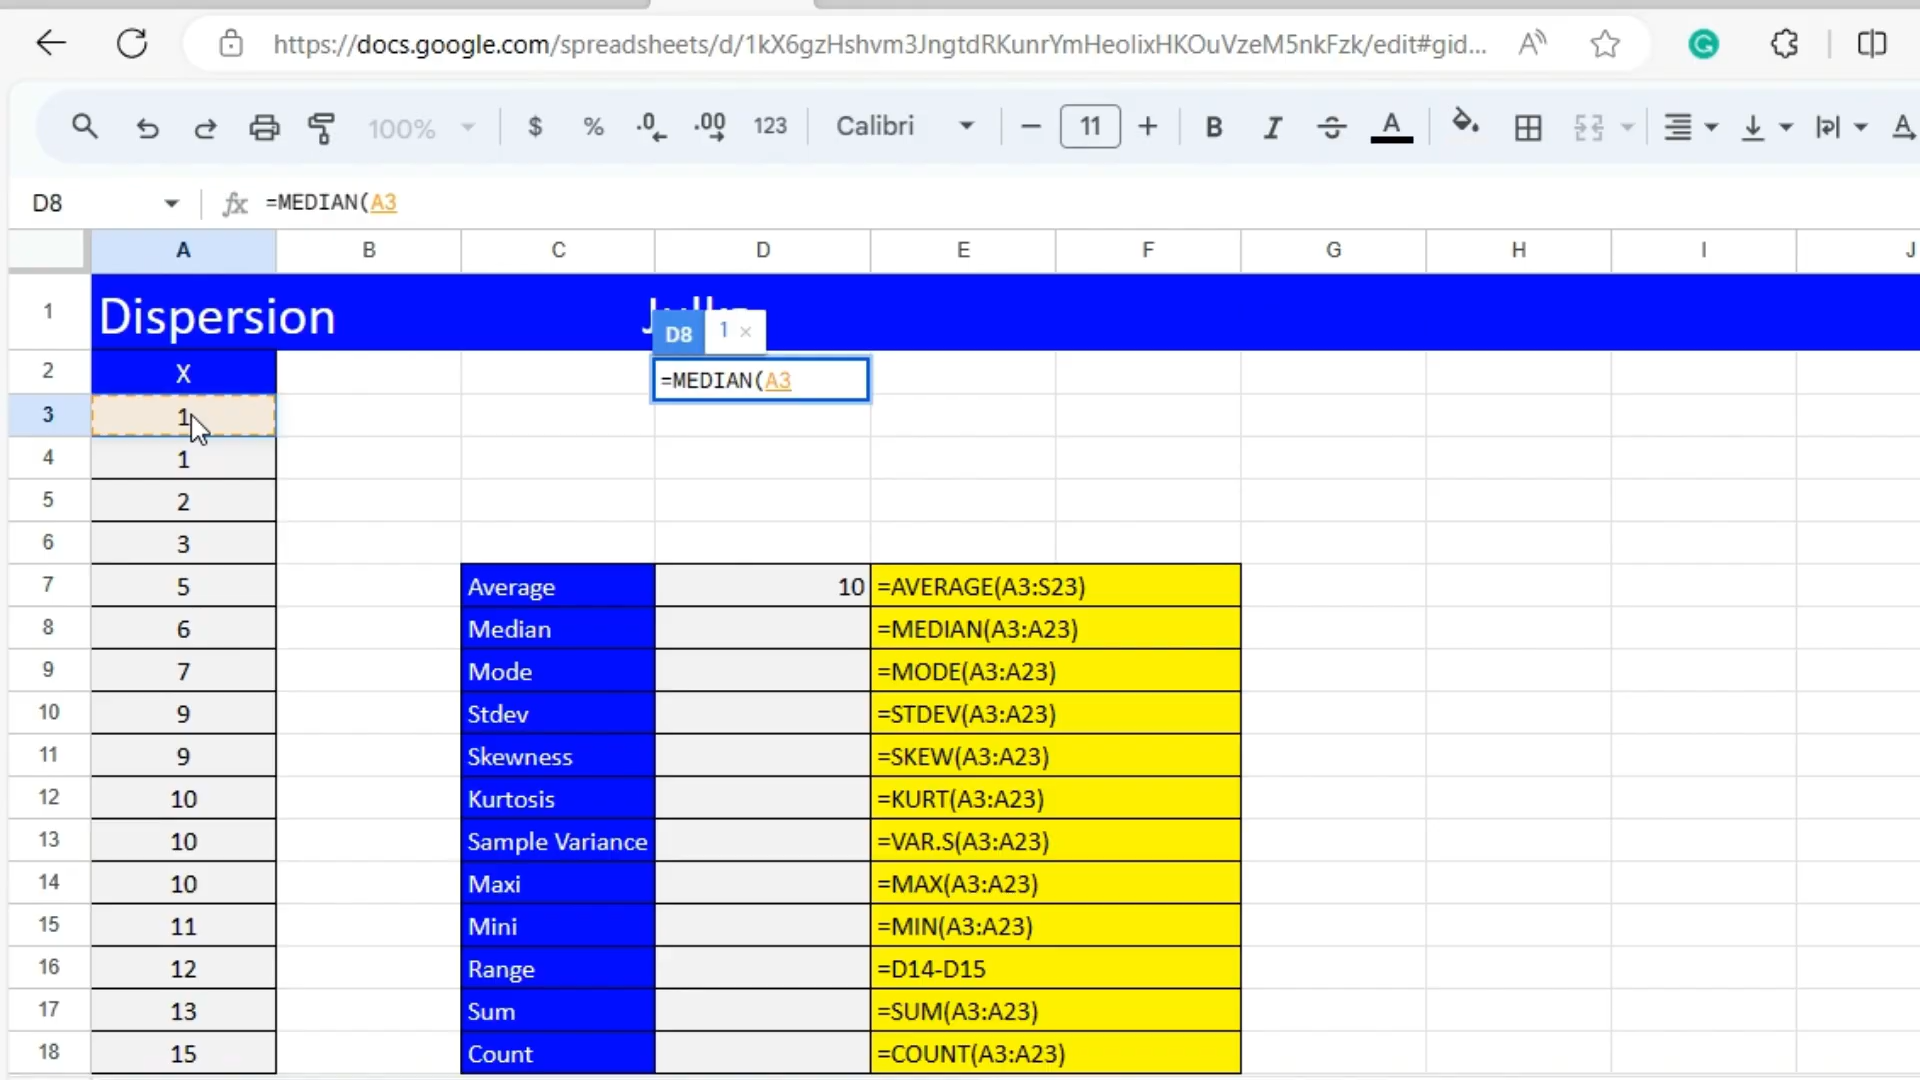 https://docs.google.com/spreadsheets/d/1kX6gzHshvm3JngtdRKunrYmHeoIixHKOuVzeM5nkFzk/edit#gid...
100% $ % .0 .00 123 Calibri 11 B I A
D8 fx =MEDIAN(A3
A B C D E F G H I J
1 Dispersion
D8 1 ×
2 X =MEDIAN(A3
3 1
4 1
5 2
6 3
7 5 Average 10 =AVERAGE(A3:S23)
8 6 Median =MEDIAN(A3:A23)
9 7 Mode =MODE(A3:A23)
10 9 Stdev =STDEV(A3:A23)
11 9 Skewness =SKEW(A3:A23)
12 10 Kurtosis =KURT(A3:A23)
13 10 Sample Variance =VAR.S(A3:A23)
14 10 Maxi =MAX(A3:A23)
15 11 Mini =MIN(A3:A23)
16 12 Range =D14-D15
17 13 Sum =SUM(A3:A23)
18 15 Count =COUNT(A3:A23)